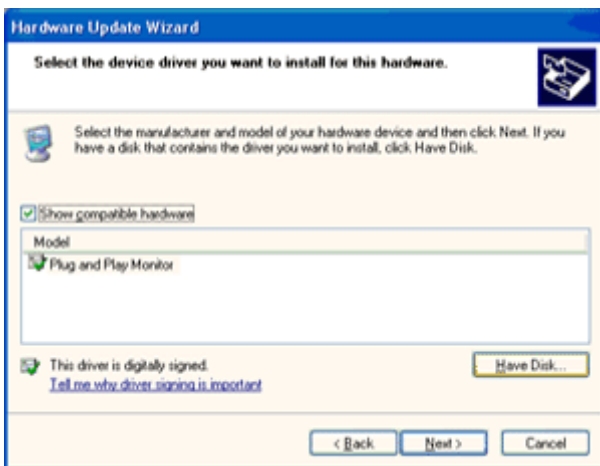 Hardware Update Wizard
Select the device driver you want to install for this hardware.
Select the manufacturer and model of your hardware device and then click Next. If you
have a disk that contains the driver you want to install, click Have Disk.
Show compatible hardware
Model
Plug and Play Monitor
This driver is digitally signed.
Tell me why driver signing is important
Have Disk...
< Back
Next >
Cancel